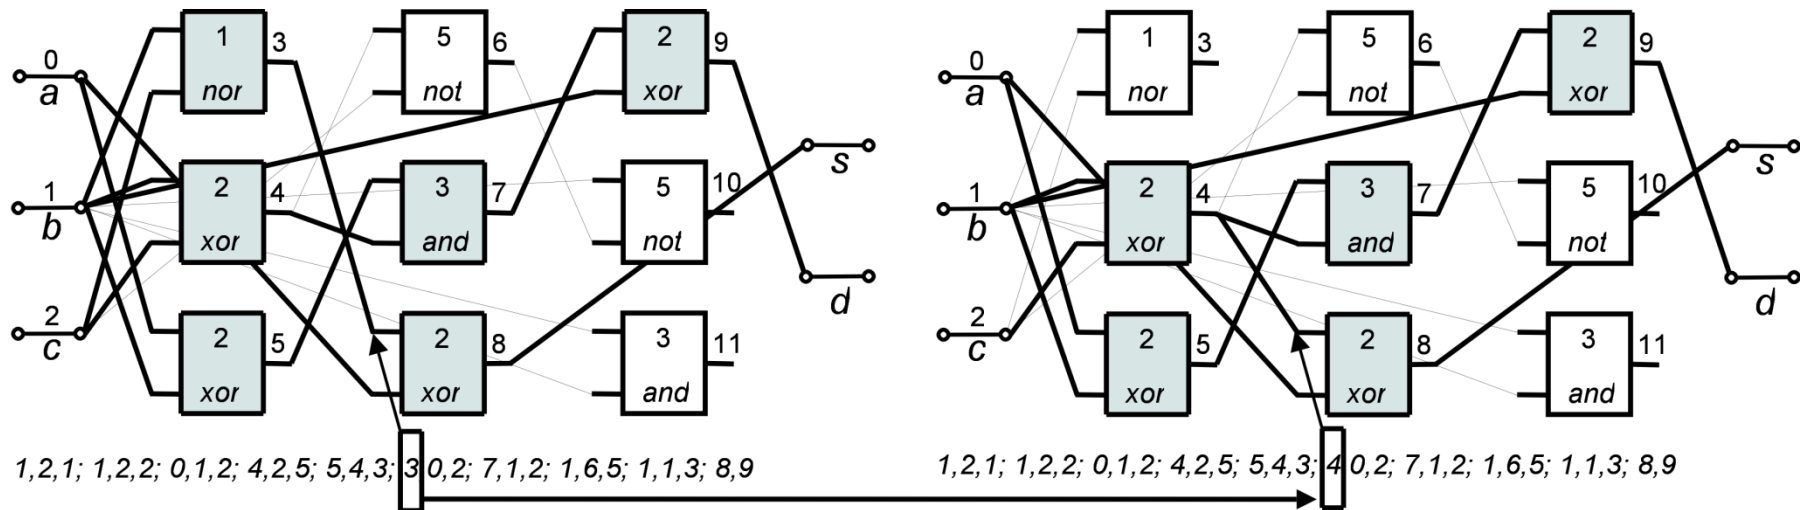 1 5 2 1 5 2
0 3 6 9 0 3 6 9
a nor not xor a nor not xor
s s
2 3 5 10 2 3 5 10
1 4 7 1 4 7
b xor and not b xor and not
d d
2 2 2 3 2 2 2 3
c 5 8 11 c 5 8 11
xor xor and xor xor and
1,2,1; 1,2,2; 0,1,2; 4,2,5; 5,4,3; 3 0,2; 7,1,2; 1,6,5; 1,1,3; 8,9 1,2,1; 1,2,2; 0,1,2; 4,2,5; 5,4,3; 4 0,2; 7,1,2; 1,6,5; 1,1,3; 8,9